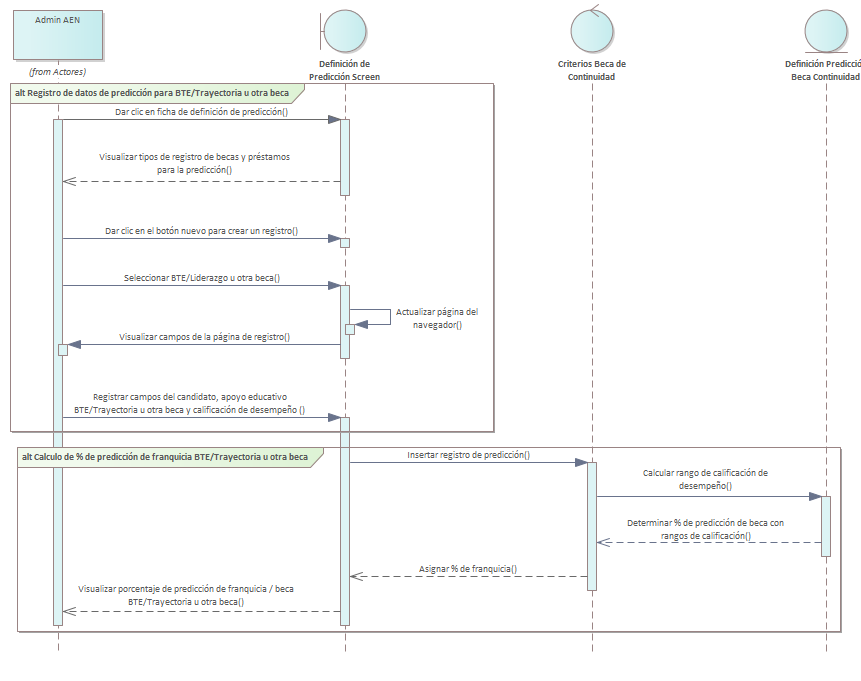 Admin AEN
(from Actores)
Definición de
Predicción Screen
Criterios Beca de
Continuidad
Definición Predicció
Beca Continuidad
alt Registro de datos de predicción para BTE/Trayectoria u otra beca
Dar clic en ficha de definición de predicción()
Visualizar tipos de registro de becas y préstamos
para la predicción()
Dar clic en el botón nuevo para crear un registro()
Seleccionar BTE/Liderazgo u otra beca()
Actualizar página del
navegador()
Visualizar campos de la página de registro()
Registrar campos del candidato, apoyo educativo
BTE/Trayectoria u otra beca y calificación de desempeño ()
alt Calculo de % de predicción de franquicia BTE/Trayectoria u otra beca
Insertar registro de predicción()
Calcular rango de calificación de
desempeño()
Determinar % de predicción de beca con
rangos de calificación()
Asignar % de franquicia()
Visualizar porcentaje de predicción de franquicia / beca
BTE/Trayectoria u otra beca()